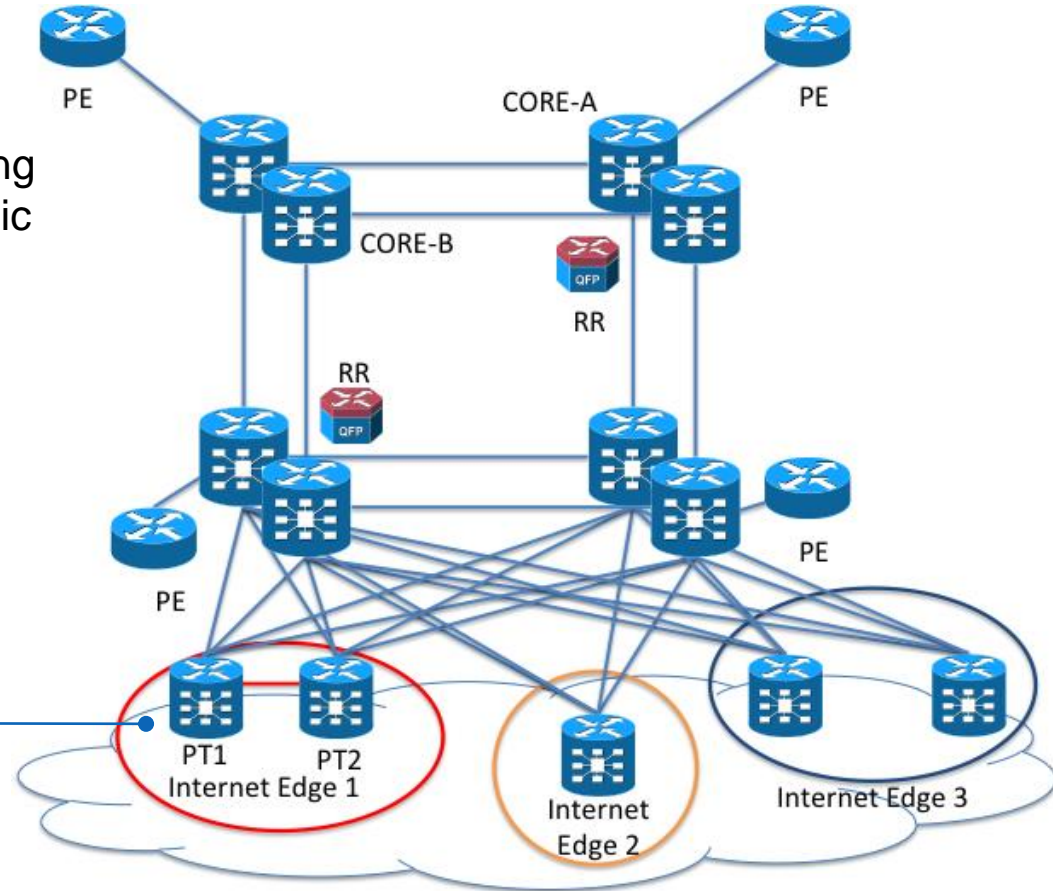 PE
CORE-A
PE
ng
ic
CORE-B
QFP
RR
RR
QFP
PE
PE
PT1
PT2
Internet Edge 1
Internet
Edge 2
Internet Edge 3